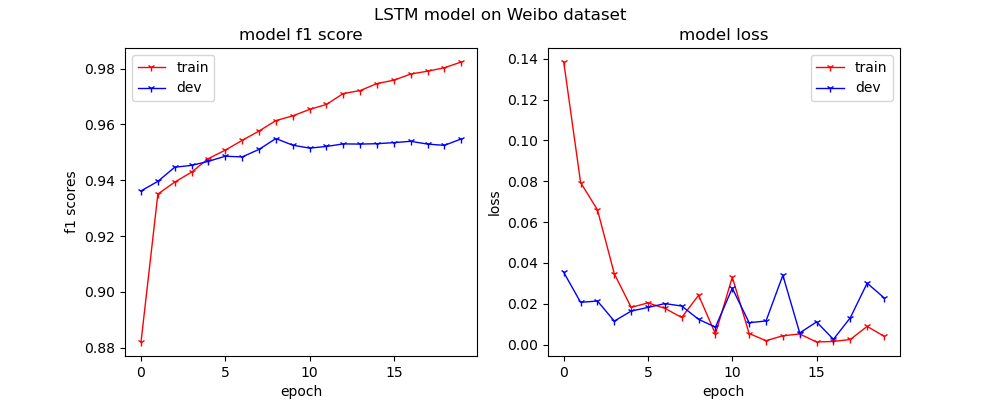 LSTM model on Weibo dataset
model f1 score
train
dev
0.98
0.96
0.94
0.92
0.90
0.88
f1 scores
0
5
10
15
epoch
model loss
train
dev
0.14
0.12
0.10
0.08
0.06
0.04
0.02
0.00
loss
0
5
10
15
epoch